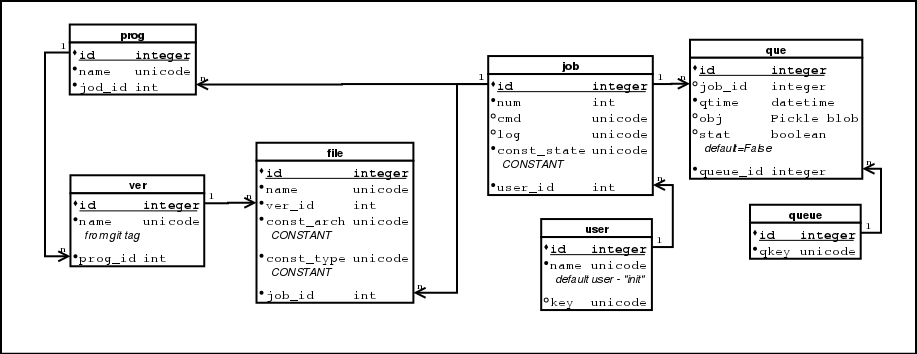 prog
id integer
name unicode
jod_id int
1
n
n
ver
id integer
name unicode
from git tag
prog_id int
1
n
file
id integer
name unicode
ver_id int
const_arch unicode
CONSTANT
const_type unicode
CONSTANT
job_id int
n
1
job
id integer
num int
cmd unicode
log unicode
const_state unicode
CONSTANT
user_id int
1
n
n
user
id integer
name unicode
default user - "init"
key unicode
1
que
id integer
job_id integer
qtime datetime
obj Pickle blob
stat boolean
default=False
queue_id integer
n
queue
id integer
qkey unicode
1